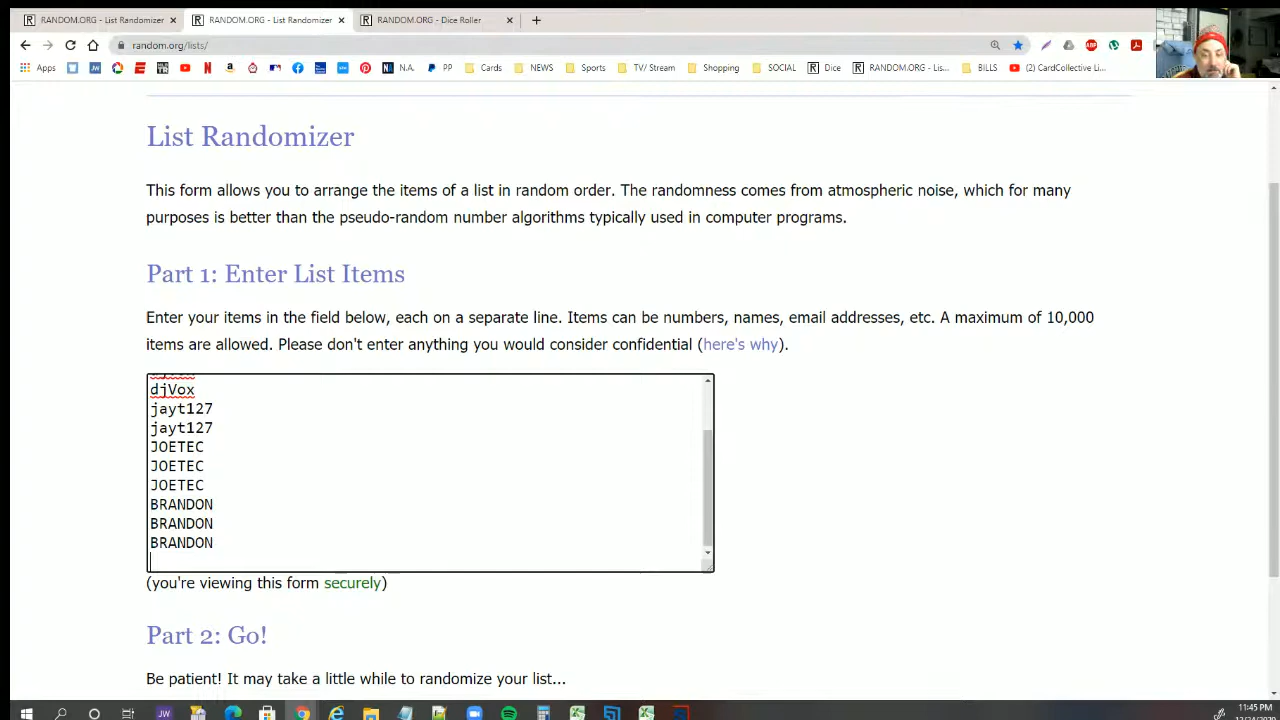 RANDOM.ORG - List Randomizer
RANDOM.ORG - List Randomizer
RANDOM.ORG - Dice Roller
random.org/lists/
Apps
N.A.
PP
Cards
NEWS
Sports
TV/ Stream
Shopping
SOCIAL
Dice
RANDOM.ORG - Lis...
BILLS
(2) CardCollective Li...
List Randomizer
This form allows you to arrange the items of a list in random order. The randomness comes from atmospheric noise, which for many
purposes is better than the pseudo-random number algorithms typically used in computer programs.
Part 1: Enter List Items
Enter your items in the field below, each on a separate line. Items can be numbers, names, email addresses, etc. A maximum of 10,000
items are allowed. Please don't enter anything you would consider confidential (here's why).
djVox
jayt127
jayt127
JOETEC
JOETEC
JOETEC
BRANDON
BRANDON
BRANDON
(you're viewing this form securely)
Part 2: Go!
Be patient! It may take a little while to randomize your list...
11:45 PM